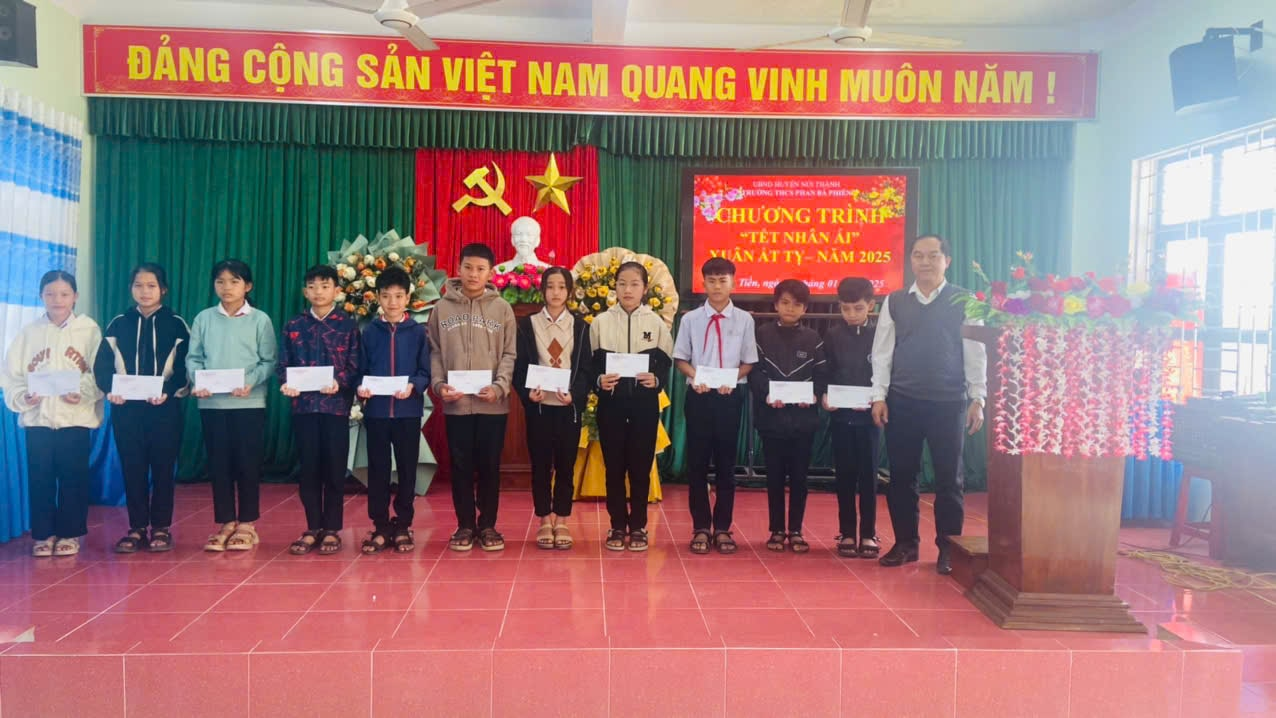 ĐẢNG CỘNG SẢN VIỆT NAM QUANG VINH MUÔN NĂM !
UBND HUYỆN NÚI THÀNH
TRƯỜNG THCS PHAN BÁ PHIẾN
CHƯƠNG TRÌNH
“TẾT NHÂN ÁI”
XUÂN ẤT TỴ – NĂM 2025
ROAD BACK